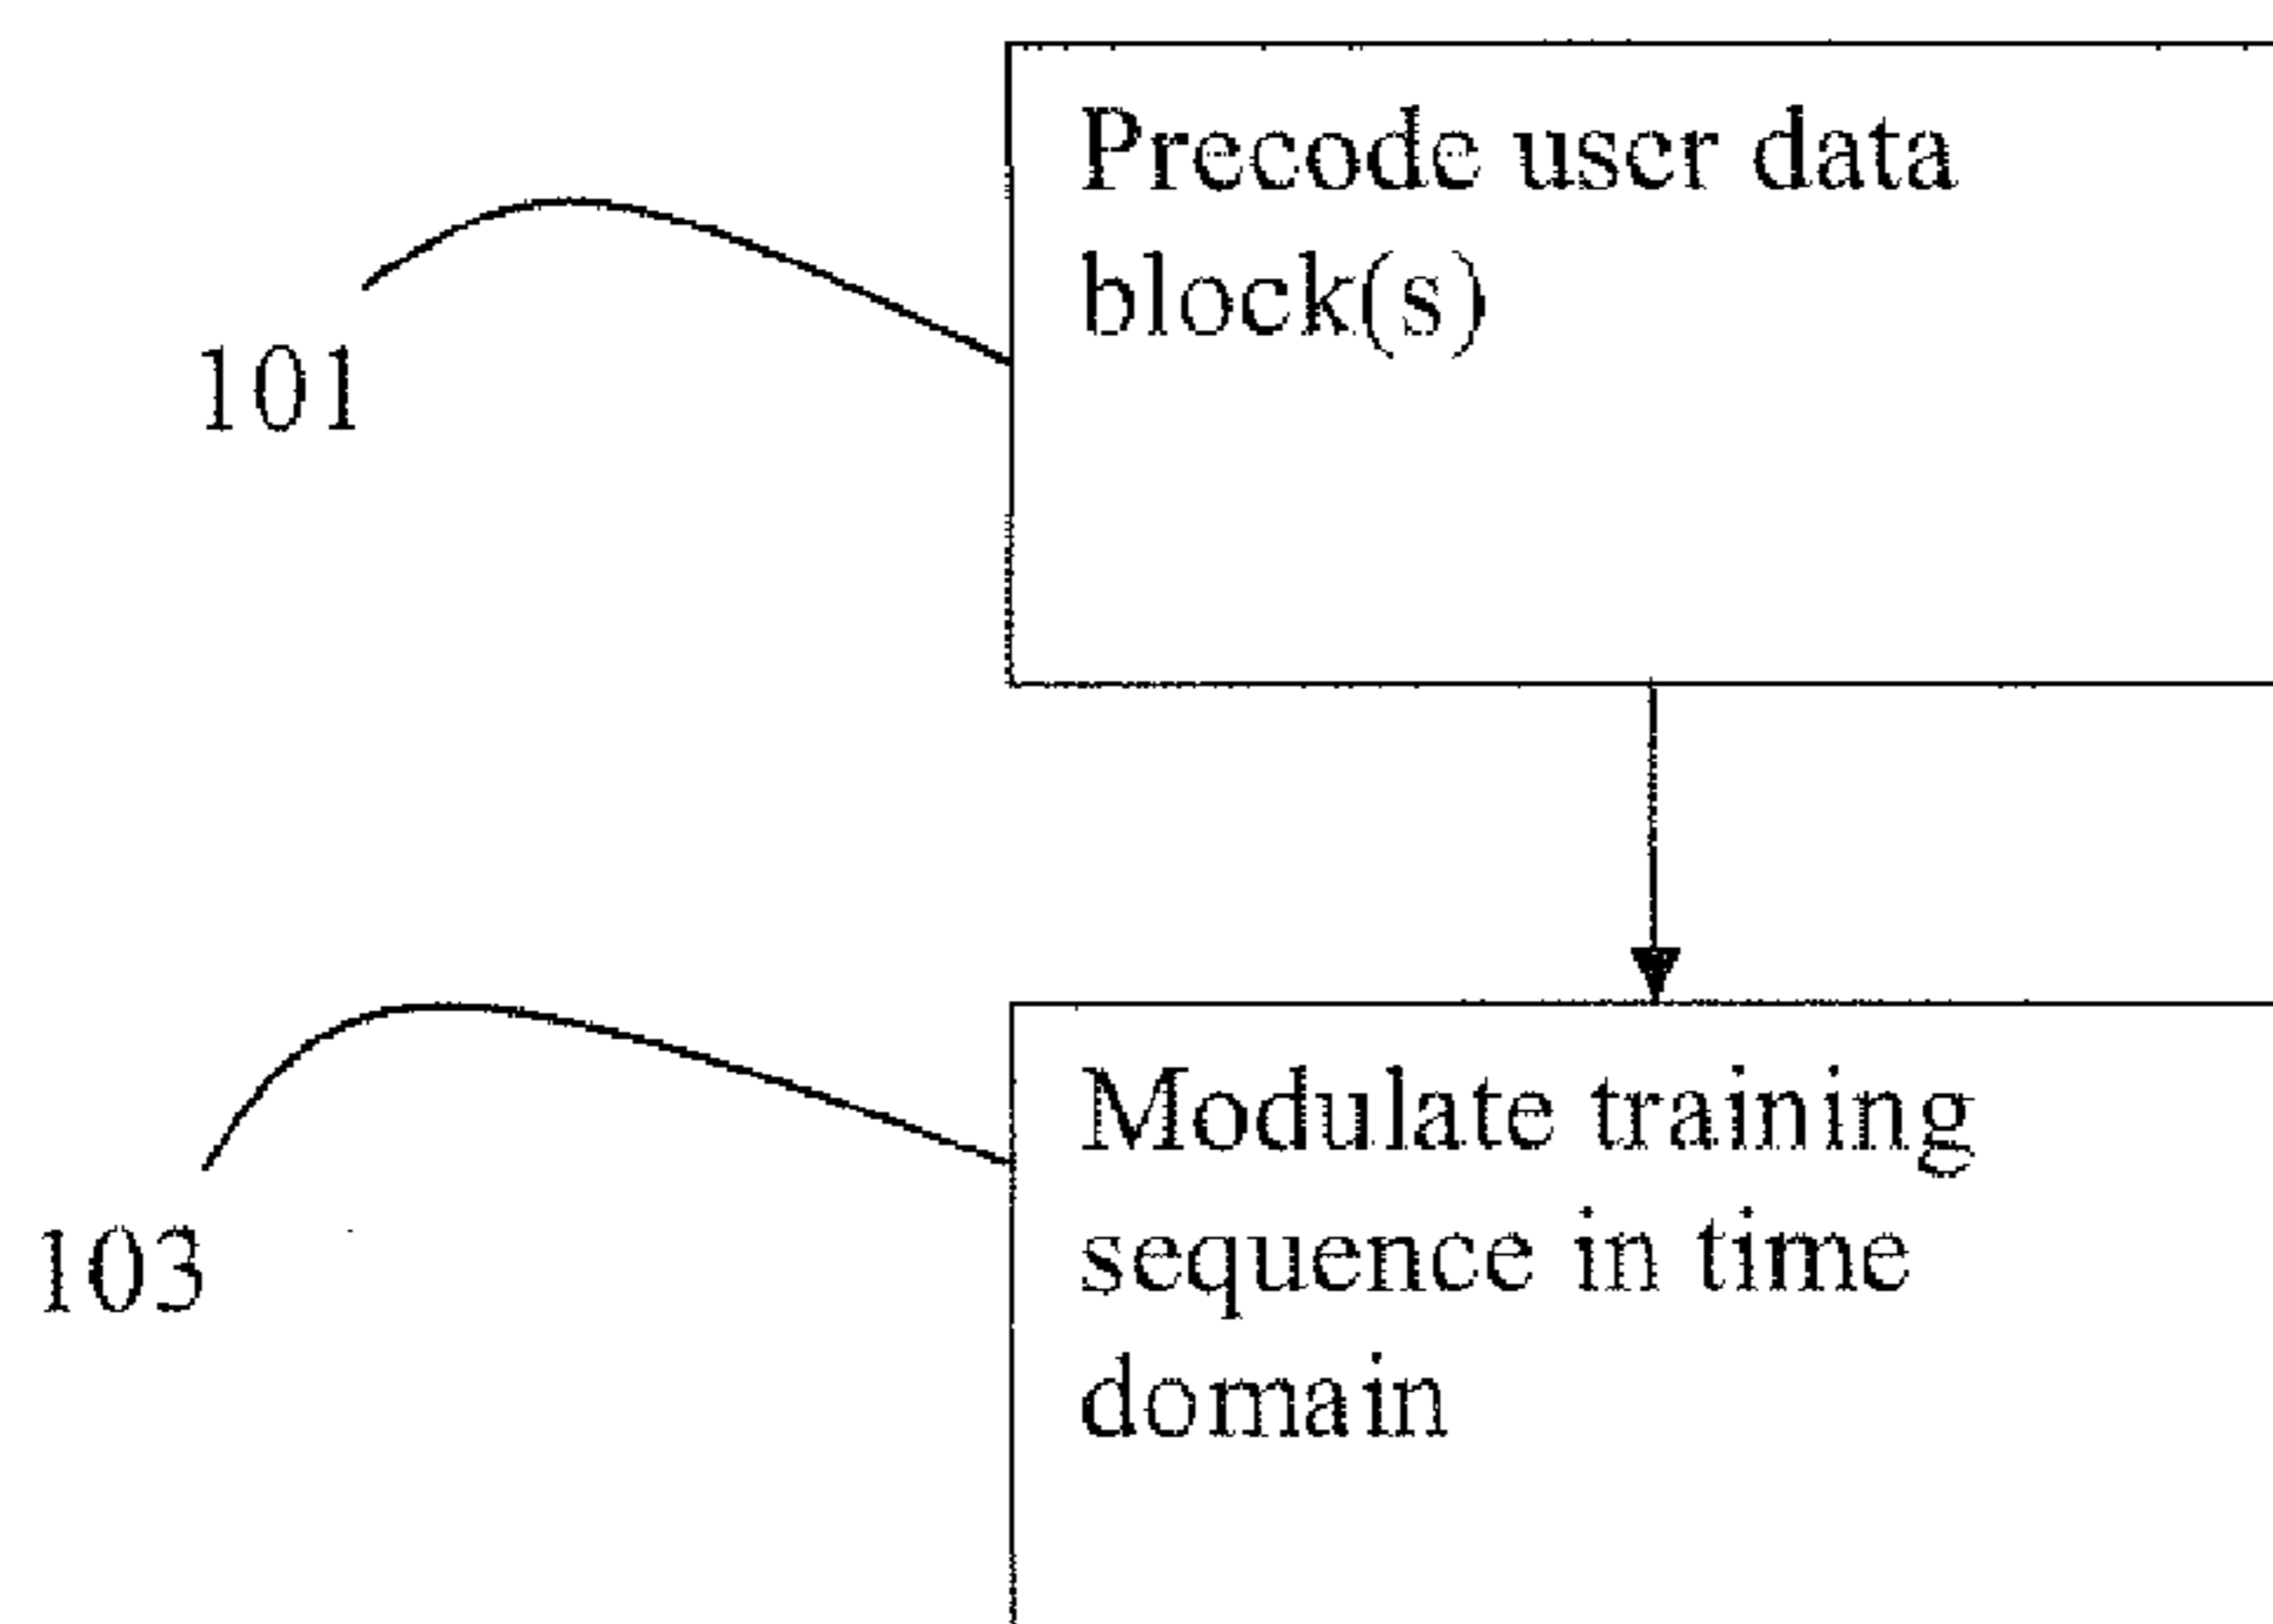 Precode user data
block(s)
101
Modulate training
sequence in time
domain
103